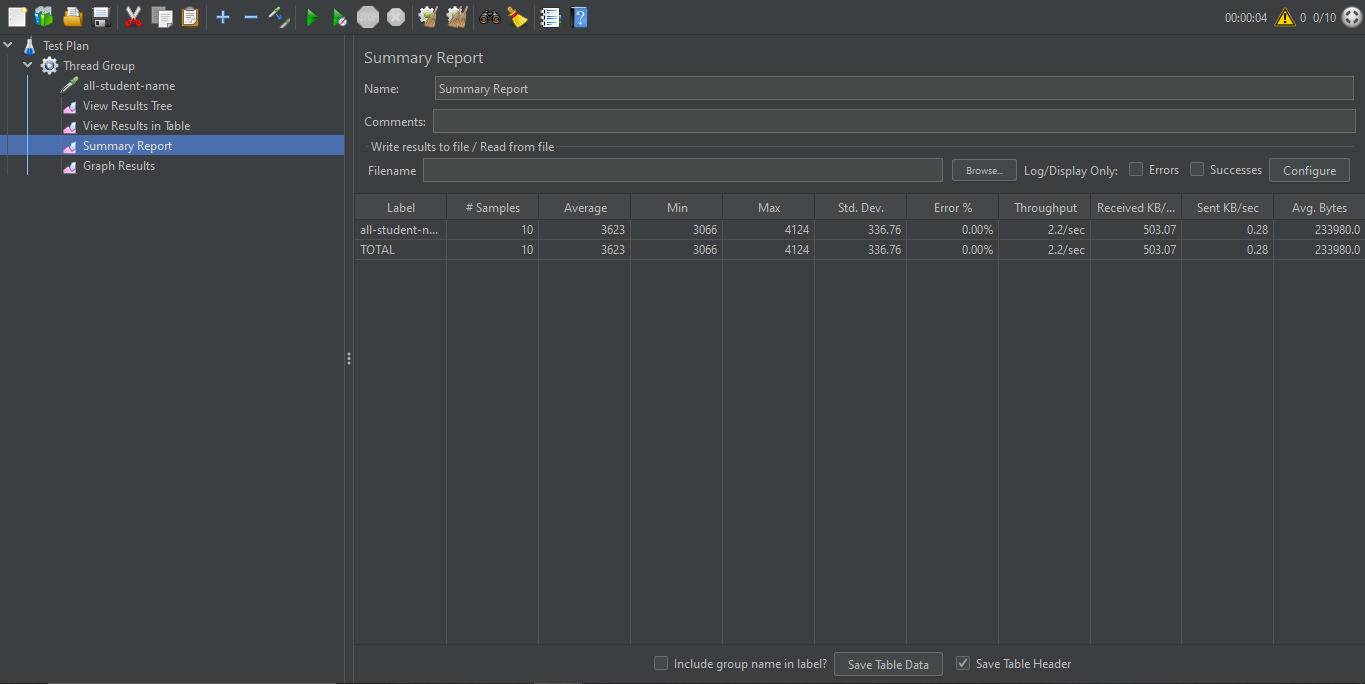 00:00:04 0 0/10
Test Plan
Thread Group
all-student-name
View Results Tree
View Results in Table
Summary Report
Graph Results
Summary Report
Name: Summary Report
Comments:
Write results to file / Read from file
Filename Browse... Log/Display Only: Errors Successes Configure
Label # Samples Average Min Max Std. Dev. Error % Throughput Received KB/... Sent KB/sec Avg. Bytes
all-student-n... 10 3623 3066 4124 336.76 0.00% 2.2/sec 503.07 0.28 233980.0
TOTAL 10 3623 3066 4124 336.76 0.00% 2.2/sec 503.07 0.28 233980.0
Include group name in label? Save Table Data Save Table Header